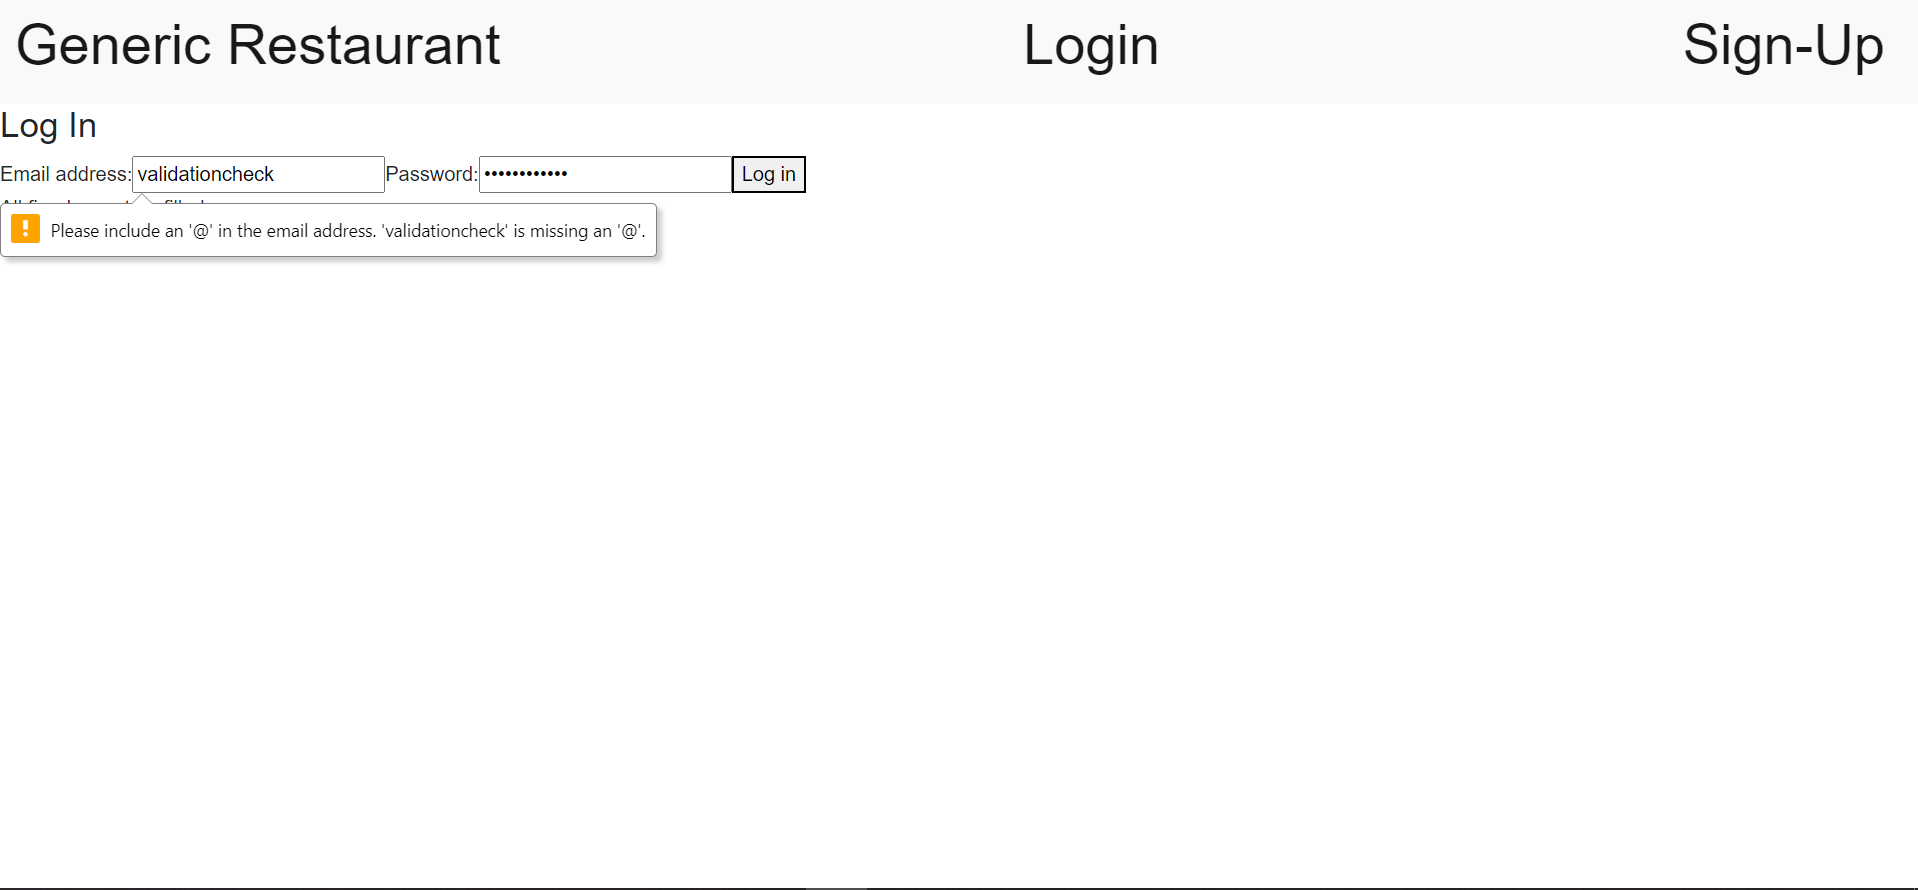 Generic Restaurant Login Sign-Up
Log In
Email address: validationcheck Password: •••••••••••• Log in
Please include an '@' in the email address. 'validationcheck' is missing an '@'.